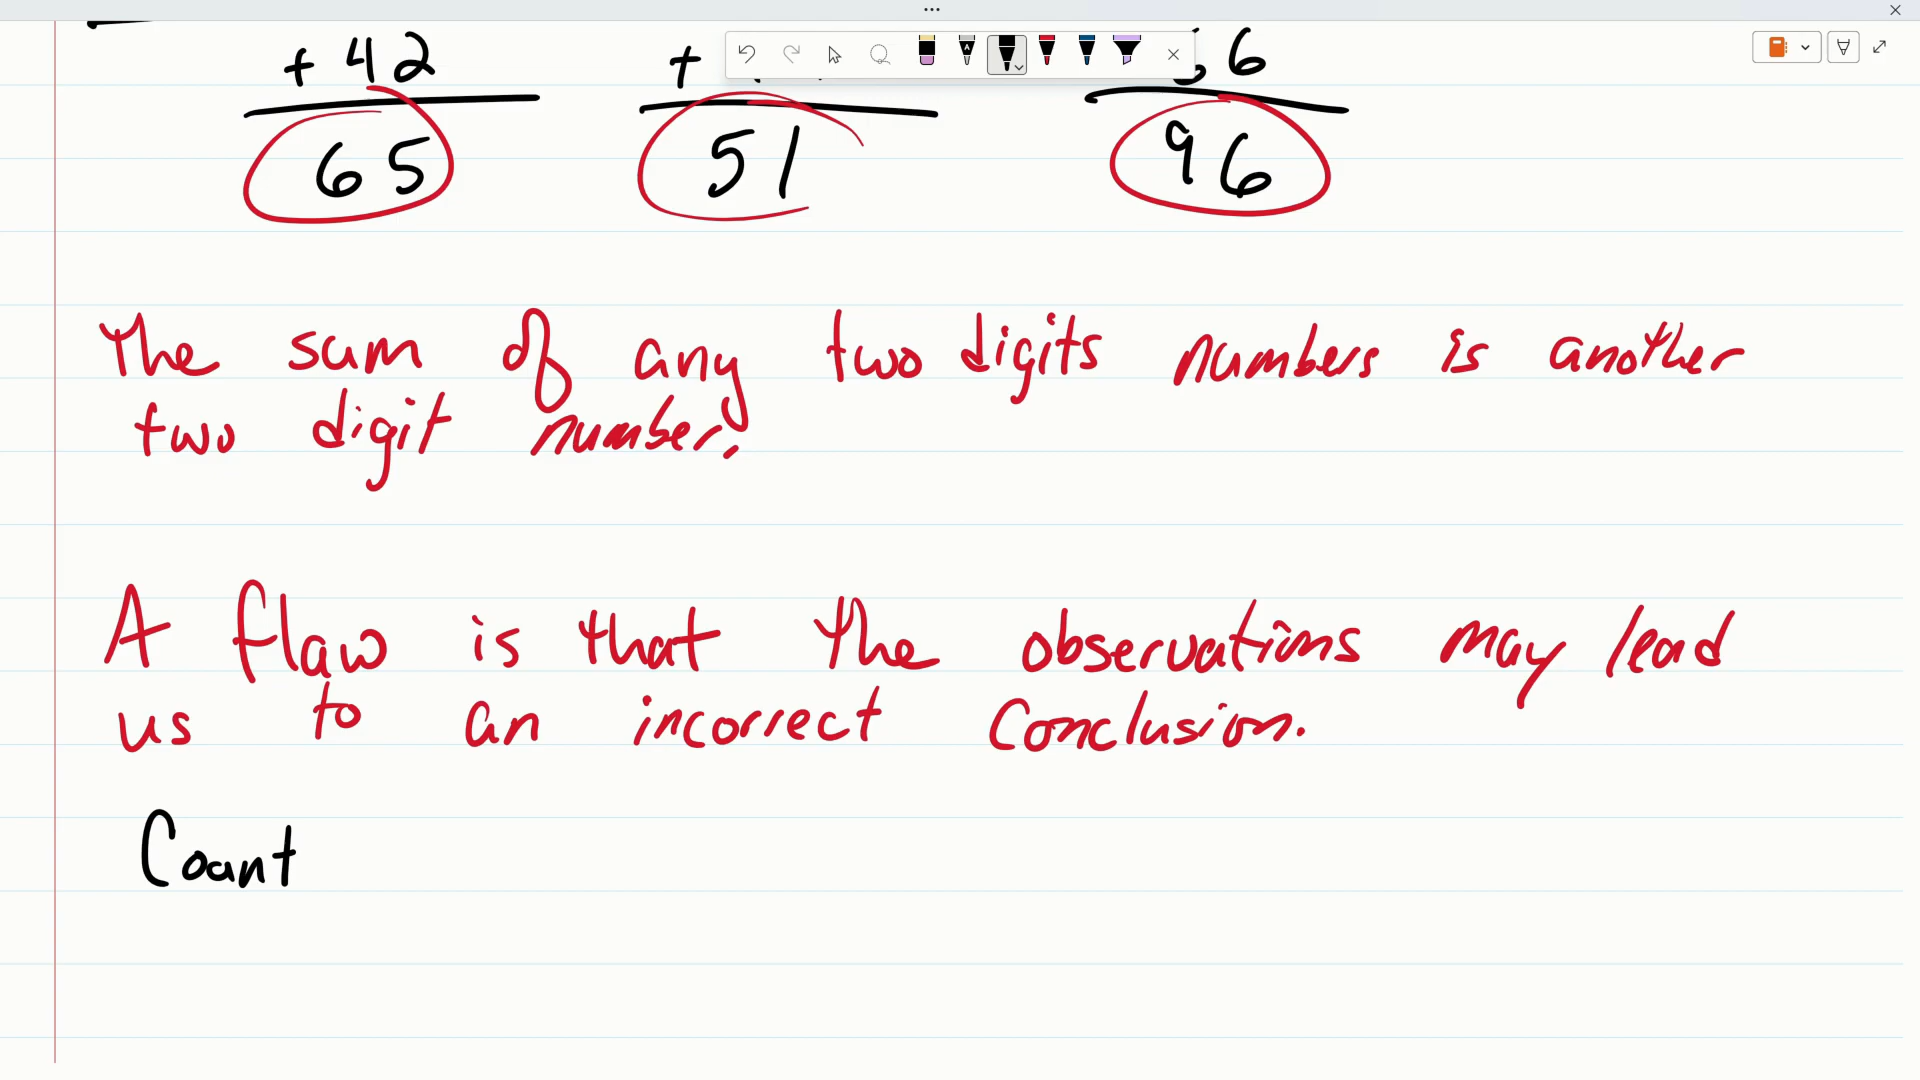 + 42 + 6
65 51 96
The sum of any two digits numbers is another
two digit number.
A flaw is that the observations may lead
us to an incorrect Conclusion.
Count